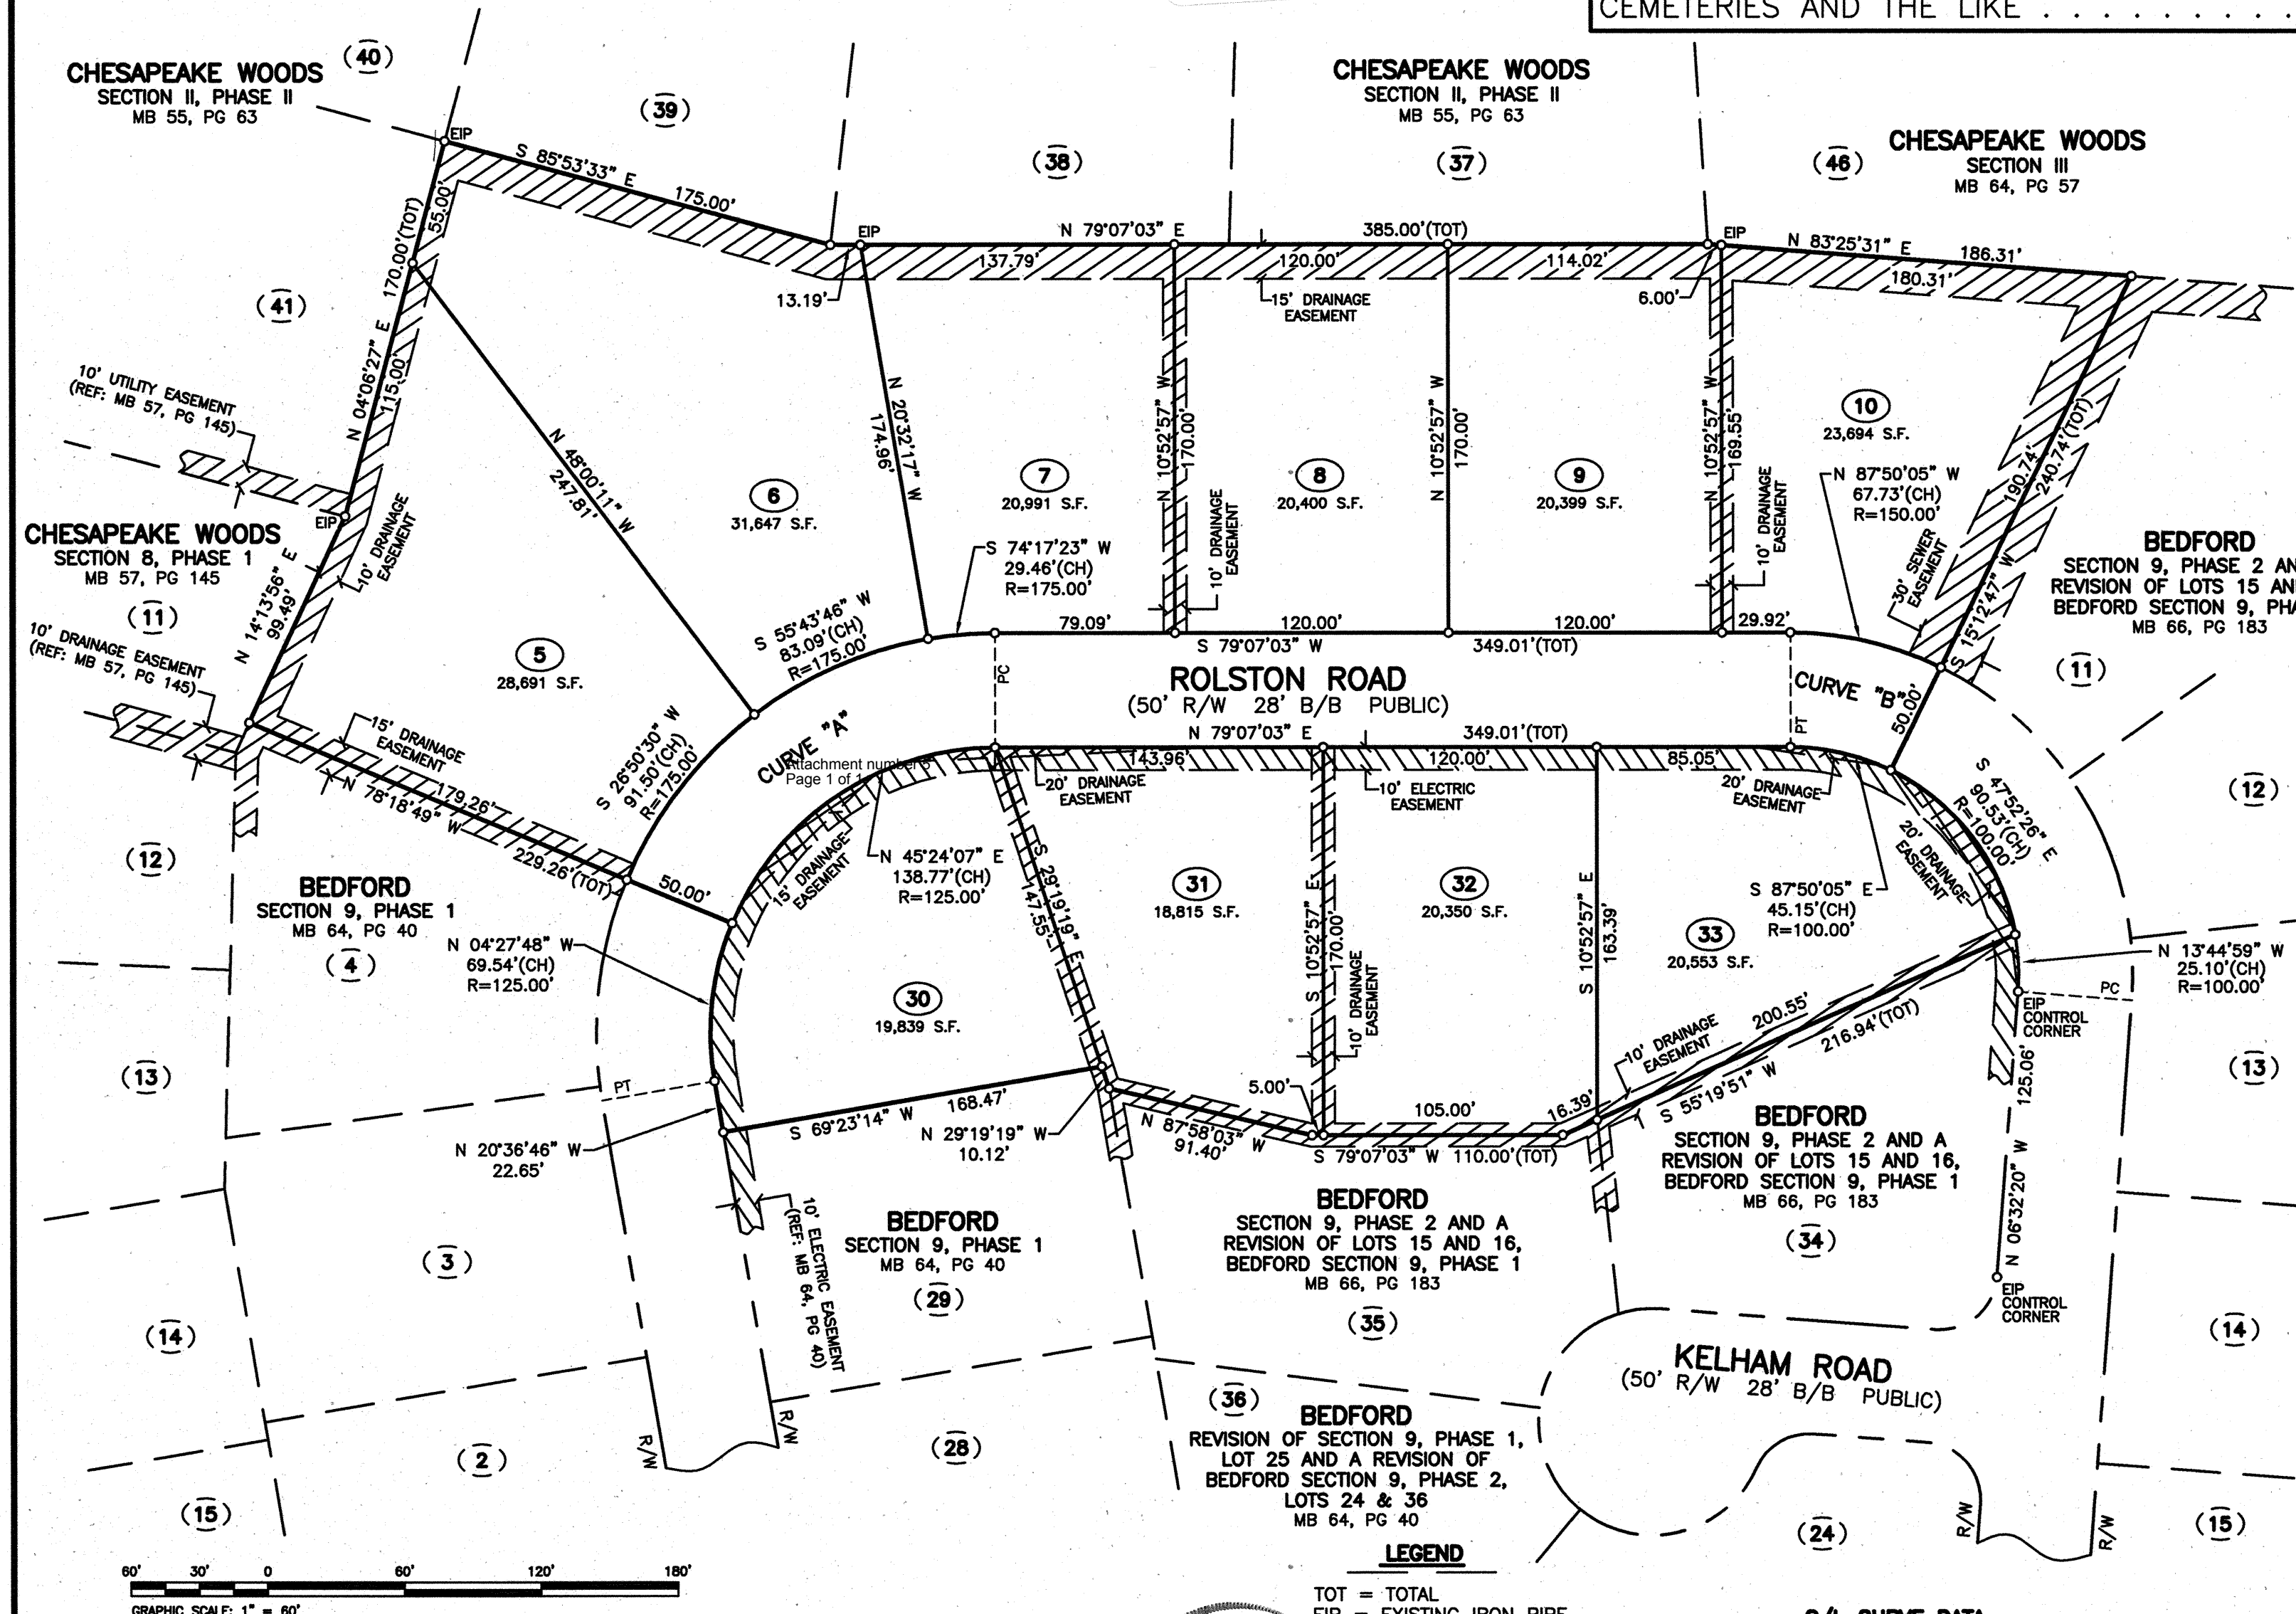 CEMETERIES AND THE LIKE . . . . . . . . . .
CHESAPEAKE WOODS
SECTION II, PHASE II
MB 55, PG 63
(40)
(39)
EIP
S 85°53'33" E 175.00'
CHESAPEAKE WOODS
SECTION II, PHASE II
MB 55, PG 63
(38)
(37)
(46)
CHESAPEAKE WOODS
SECTION III
MB 64, PG 57
170.00'(TOT)
55.00'
EIP
N 79°07'03" E
385.00'(TOT)
EIP
N 83°25'31" E 186.31'
137.79'
120.00'
114.02'
180.31'
13.19'
15' DRAINAGE
EASEMENT
6.00'
(41)
N 04°06'27" E
115.00'
10' UTILITY EASEMENT
(REF: MB 57, PG 145)
EIP
10' DRAINAGE
EASEMENT
N 48°00'11" W
247.81'
N 20°32'17" W
174.96'
6
31,647 S.F.
7
20,991 S.F.
N 10°52'57" W
170.00'
10' DRAINAGE
EASEMENT
8
20,400 S.F.
N 10°52'57" W
170.00'
9
20,399 S.F.
N 10°52'57" W
169.55'
10' DRAINAGE
EASEMENT
10
23,694 S.F.
N 87°50'05" W
67.73'(CH)
R=150.00'
190.74'
240.74'(TOT)
S 15°12'47" W
30' SEWER
EASEMENT
BEDFORD
SECTION 9, PHASE 2 AN
REVISION OF LOTS 15 AN
BEDFORD SECTION 9, PHA
MB 66, PG 183
(11)
CHESAPEAKE WOODS
SECTION 8, PHASE 1
MB 57, PG 145
(11)
N 14°13'56" E
99.49'
10' DRAINAGE EASEMENT
(REF: MB 57, PG 145)
5
28,691 S.F.
S 74°17'23" W
29.46'(CH)
R=175.00'
S 55°43'46" W
83.09'(CH)
R=175.00'
79.09'
120.00'
120.00'
29.92'
S 79°07'03" W
349.01'(TOT)
PC
ROLSTON ROAD
(50' R/W 28' B/B PUBLIC)
CURVE "B"
PT
50.00'
15' DRAINAGE
EASEMENT
179.26'
N 78°18'49" W
229.26'(TOT)
S 26°50'30" W
91.50'(CH)
R=175.00'
CURVE "A"
Attachment number
Page 1 of 1
N 79°07'03" E
349.01'(TOT)
143.96'
120.00'
85.05'
20' DRAINAGE
EASEMENT
10' ELECTRIC
EASEMENT
20' DRAINAGE
EASEMENT
S 47°52'26" E
90.53'(CH)
R=100.00'
20' DRAINAGE
EASEMENT
(12)
(12)
BEDFORD
SECTION 9, PHASE 1
MB 64, PG 40
(4)
50.00'
15' DRAINAGE
EASEMENT
N 45°24'07" E
138.77'(CH)
R=125.00'
S 29°19'19" E
147.55'
31
18,815 S.F.
S 10°52'57" E
170.00'
10' DRAINAGE
EASEMENT
32
20,350 S.F.
S 10°52'57" E
163.39'
33
20,553 S.F.
S 87°50'05" E
45.15'(CH)
R=100.00'
N 04°27'48" W
69.54'(CH)
R=125.00'
30
19,839 S.F.
N 13°44'59" W
25.10'(CH)
R=100.00'
PC
EIP
CONTROL
CORNER
(13)
(13)
PT
S 69°23'14" W 168.47'
N 20°36'46" W
22.65'
N 29°19'19" W
10.12'
N 87°58'03" W
91.40'
5.00'
105.00'
16.39'
S 79°07'03" W 110.00'(TOT)
10' DRAINAGE
EASEMENT
200.55'
216.94'(TOT)
S 55°19'51" W
125.06'
N 06°32'20" W
EIP
CONTROL
CORNER
BEDFORD
SECTION 9, PHASE 2 AND A
REVISION OF LOTS 15 AND 16,
BEDFORD SECTION 9, PHASE 1
MB 66, PG 183
(34)
10' ELECTRIC EASEMENT
(REF: MB 64, PG 40)
BEDFORD
SECTION 9, PHASE 1
MB 64, PG 40
(29)
BEDFORD
SECTION 9, PHASE 2 AND A
REVISION OF LOTS 15 AND 16,
BEDFORD SECTION 9, PHASE 1
MB 66, PG 183
(35)
(3)
(14)
(14)
KELHAM ROAD
(50' R/W 28' B/B PUBLIC)
(36)
BEDFORD
REVISION OF SECTION 9, PHASE 1,
LOT 25 AND A REVISION OF
BEDFORD SECTION 9, PHASE 2,
LOTS 24 & 36
MB 64, PG 40
R/W
R/W
(2)
(28)
(15)
(24)
R/W
R/W
(15)
LEGEND
TOT = TOTAL
EIP = EXISTING IRON PIPE
60' 30' 0 60' 120' 180'
GRAPHIC SCALE: 1" = 60'
CURVE DATA